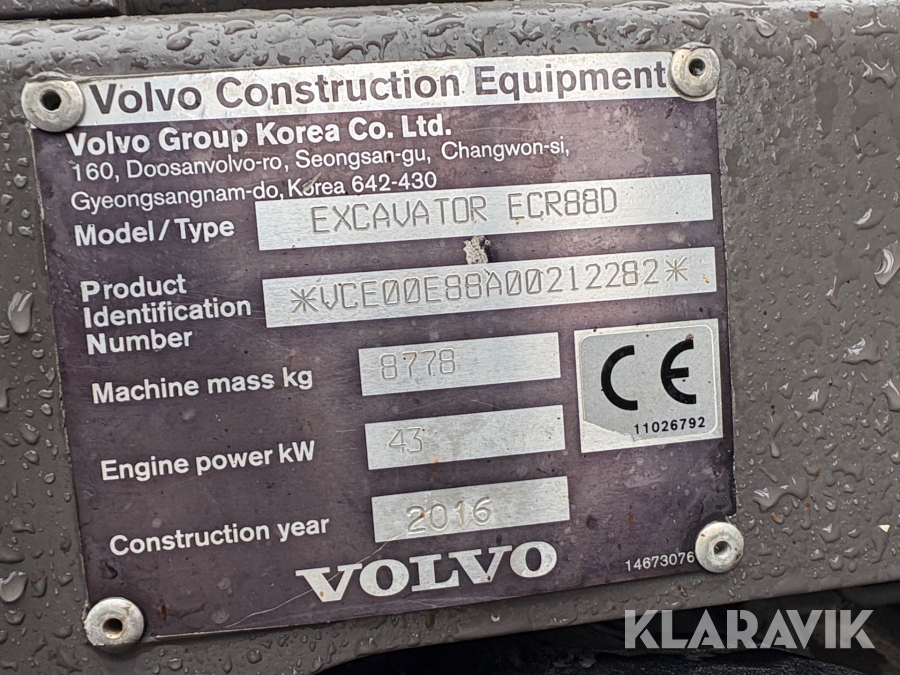 Volvo Construction Equipment
Volvo Group Korea Co. Ltd.
160, Doosanvolvo-ro, Seongsan-gu, Changwon-si,
Gyeongsangnam-do, Korea 642-430
Model/Type EXCAVATOR ECR88D
Product
Identification
Number
*VCE00E88A00212282*
Machine mass kg 8778
CE
11026792
Engine power kW 43
Construction year 2016
VOLVO
14673076
KLARAVIK